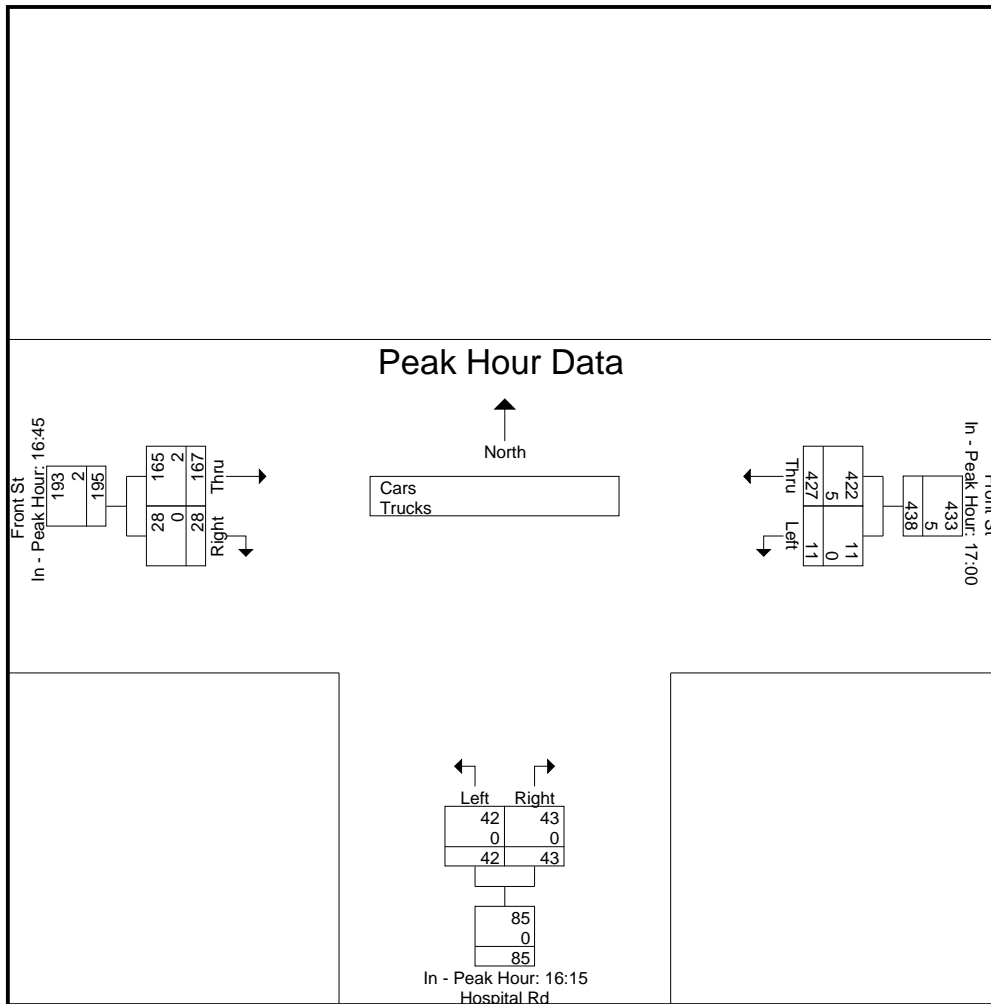 Peak Hour Data
North
Cars
Trucks
Front St
In - Peak Hour: 16:45
193
2
195
165
2
167
Thru
28
0
28
Right
Front St
In - Peak Hour: 17:00
433
5
438
422
5
427
Thru
11
0
11
Left
Left
Right
42
43
0
0
42
43
85
0
85
In - Peak Hour: 16:15
Hospital Rd